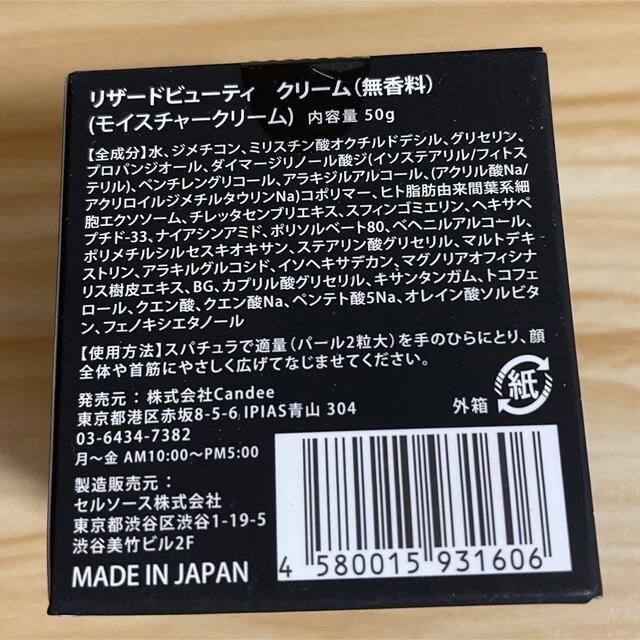 リザードビューティ クリーム(無香料)
(モイスチャークリーム) 内容量 50g
【全成分】水、ジメチコン、ミリスチン酸オクチルドデシル、グリセリン、
プロパンジオール、ダイマージリノール酸ジ(イソステアリル/フィトス
テリル)、ペンチレングリコール、アラキジルアルコール、(アクリル酸Na/
アクリロイルジメチルタウリンNa)コポリマー、ヒト脂肪由来間葉系細
胞エクソソーム、チレッタセンブリエキス、スフィンゴミエリン、ヘキサペ
プチド-33、ナイアシンアミド、ポリソルベート80、ベヘニルアルコール、
ポリメチルシルセスキオキサン、ステアリン酸グリセリル、マルトデキ
ストリン、アラキルグルコシド、イソヘキサデカン、マグノリアオフィシナ
リス樹皮エキス、BG、カプリル酸グリセリル、キサンタンガム、トコフェ
ロール、クエン酸、クエン酸Na、ペンテト酸5Na、オレイン酸ソルビタ
ン、フェノキシエタノール
【使用方法】スパチュラで適量(パール2粒大)を手のひらにとり、顔
全体や首筋にやさしく広げてなじませてください。
発売元:株式会社Candee
東京都港区赤坂8-5-6 IPIAS青山 304
03-6434-7382
月〜金 AM10:00〜PM5:00
紙
外箱
製造販売元:
セルソース株式会社
東京都渋谷区渋谷1-19-5
渋谷美竹ビル2F
MADE IN JAPAN
4 580015 931606